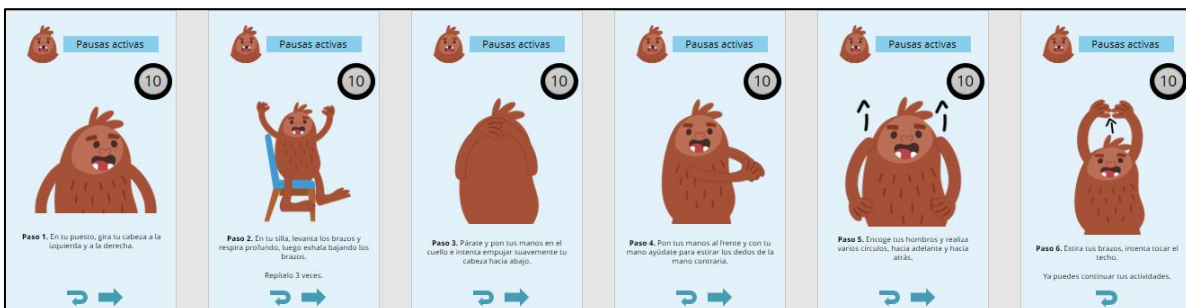 Pausas activas
10
Paso 1. En tu puesto, gira tu cabeza a la
izquierda y a la derecha.
Pausas activas
10
Paso 2. En tu silla, levanta los brazos y
respira profundo, luego exhala bajando los
brazos.
Repítelo 3 veces.
Pausas activas
10
Paso 3. Párate y pon tus manos en el
cuello e intenta empujar suavemente tu
cabeza hacia abajo.
Pausas activas
10
Paso 4. Pon tus manos al frente y con tu
mano ayúdate para estirar los dedos de la
mano contraria.
Pausas activas
10
Paso 5. Encoge tus hombros y realiza
varios círculos, hacia adelante y hacia
atrás.
Pausas activas
10
Paso 6. Estira tus brazos, intenta tocar el
techo.
Ya puedes continuar tus actividades.